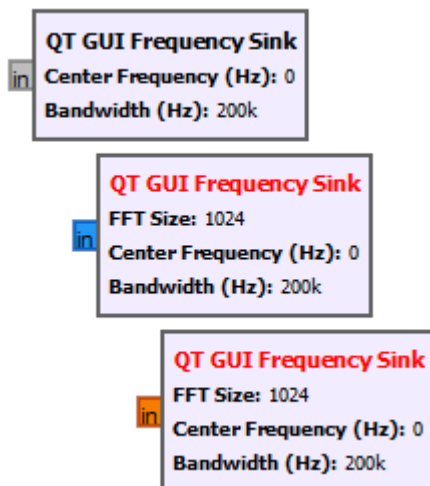 QT GUI Frequency Sink
in
Center Frequency (Hz): 0
Bandwidth (Hz): 200k
QT GUI Frequency Sink
FFT Size: 1024
in
Center Frequency (Hz): 0
Bandwidth (Hz): 200k
QT GUI Frequency Sink
FFT Size: 1024
in
Center Frequency (Hz): 0
Bandwidth (Hz): 200k